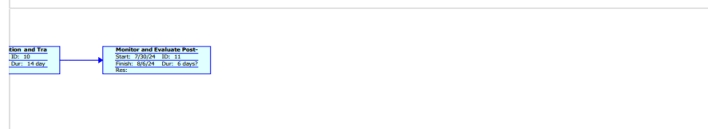 tion and Tra
ID: 10
Dur: 14 day
Monitor and Evaluate Post-
Start: 7/30/24 ID: 11
Finish: 8/6/24 Dur: 6 days?
Res: